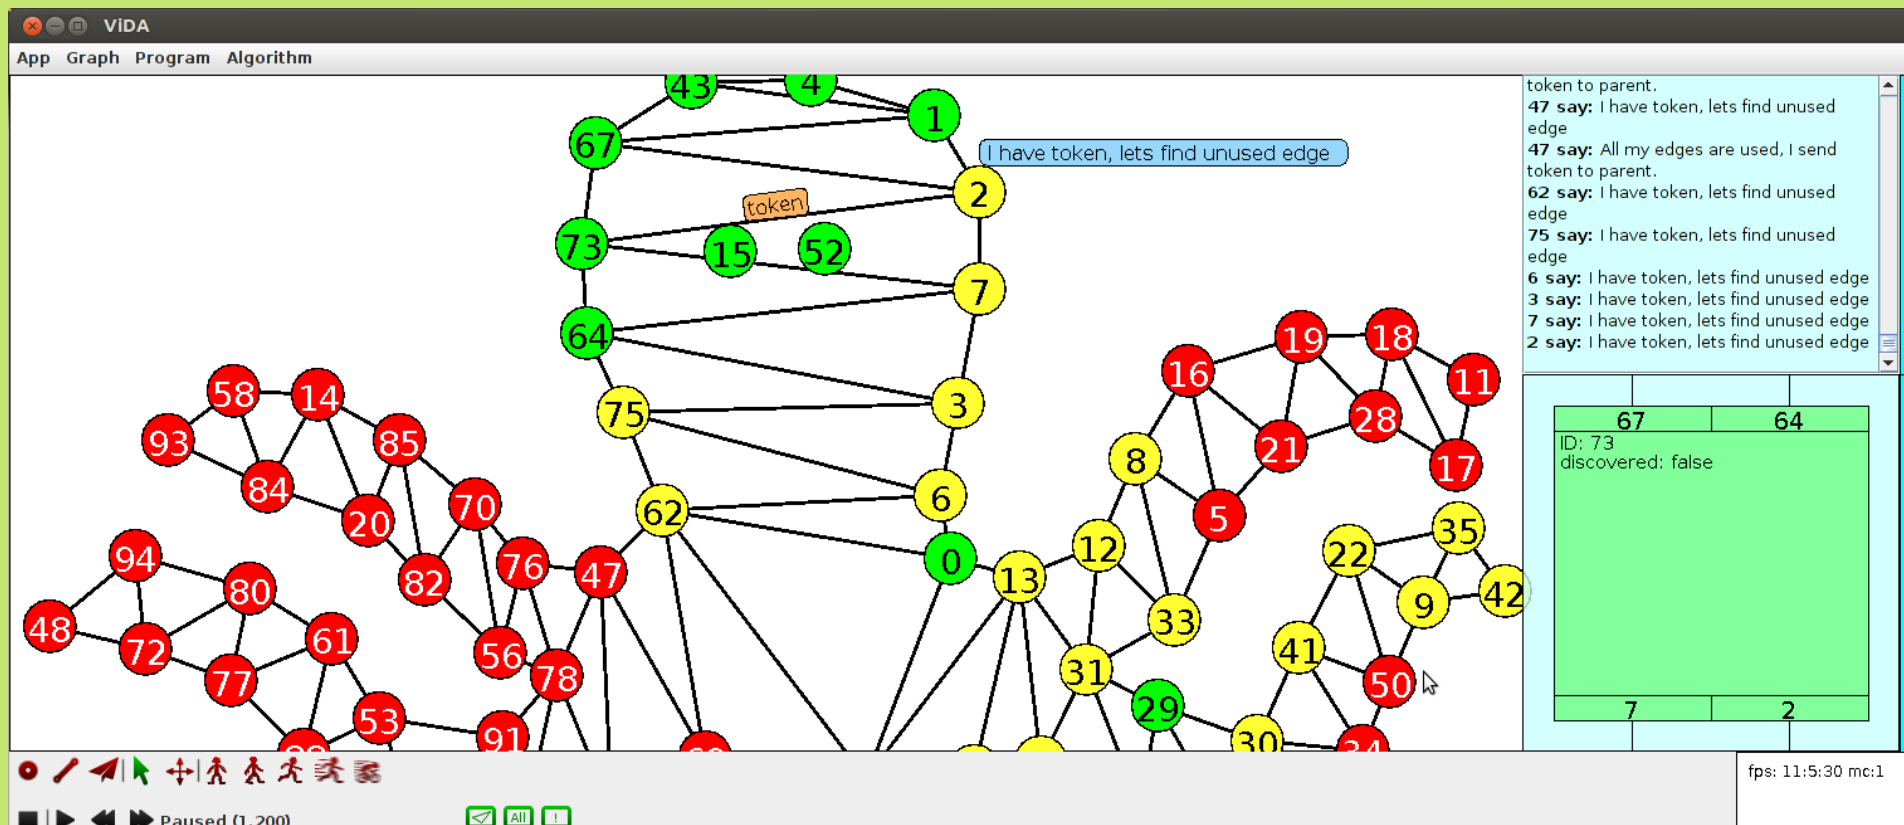 ViDA
App Graph Program Algorithm
43 4
1
67
I have token, lets find unused edge
2
token
73 15 52
7
64
19 18
16 11
58 14
75 3
28
93 85
8 21
17
84
70 6
62
20 5
35
94 0 12 22
76 47 13
82
80 9 42
48 61 33
72 56 41
77 78 31 50
53 29
91 30
34
token to parent.
47 say: I have token, lets find unused
edge
47 say: All my edges are used, I send
token to parent.
62 say: I have token, lets find unused
edge
75 say: I have token, lets find unused
edge
6 say: I have token, lets find unused edge
3 say: I have token, lets find unused edge
7 say: I have token, lets find unused edge
2 say: I have token, lets find unused edge
67 64
ID: 73
discovered: false
7 2
fps: 11:5:30 mc:1
Paused (1,200)
All !